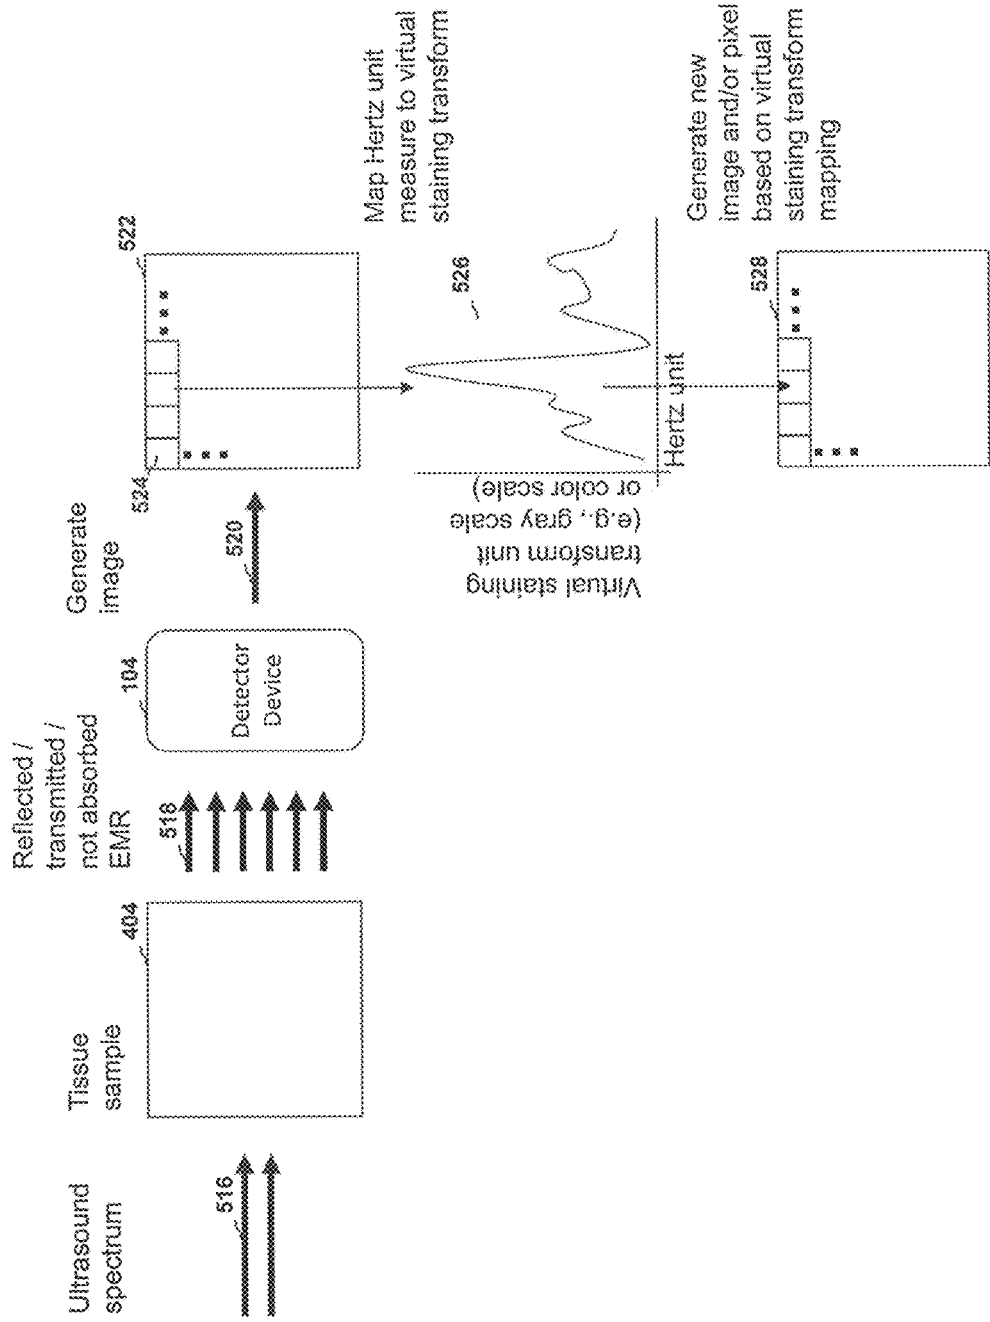 Ultrasound
spectrum
516
Tissue
sample
404
Reflected /
transmitted /
not absorbed
EMR
518
104
Detector
Device
Generate
image
520
524
522
Map Hertz unit
measure to virtual
staining transform
526
Virtual staining
transform unit
(e.g., gray scale
or color scale)
Hertz unit
Generate new
image and/or pixel
based on virtual
staining transform
mapping
528